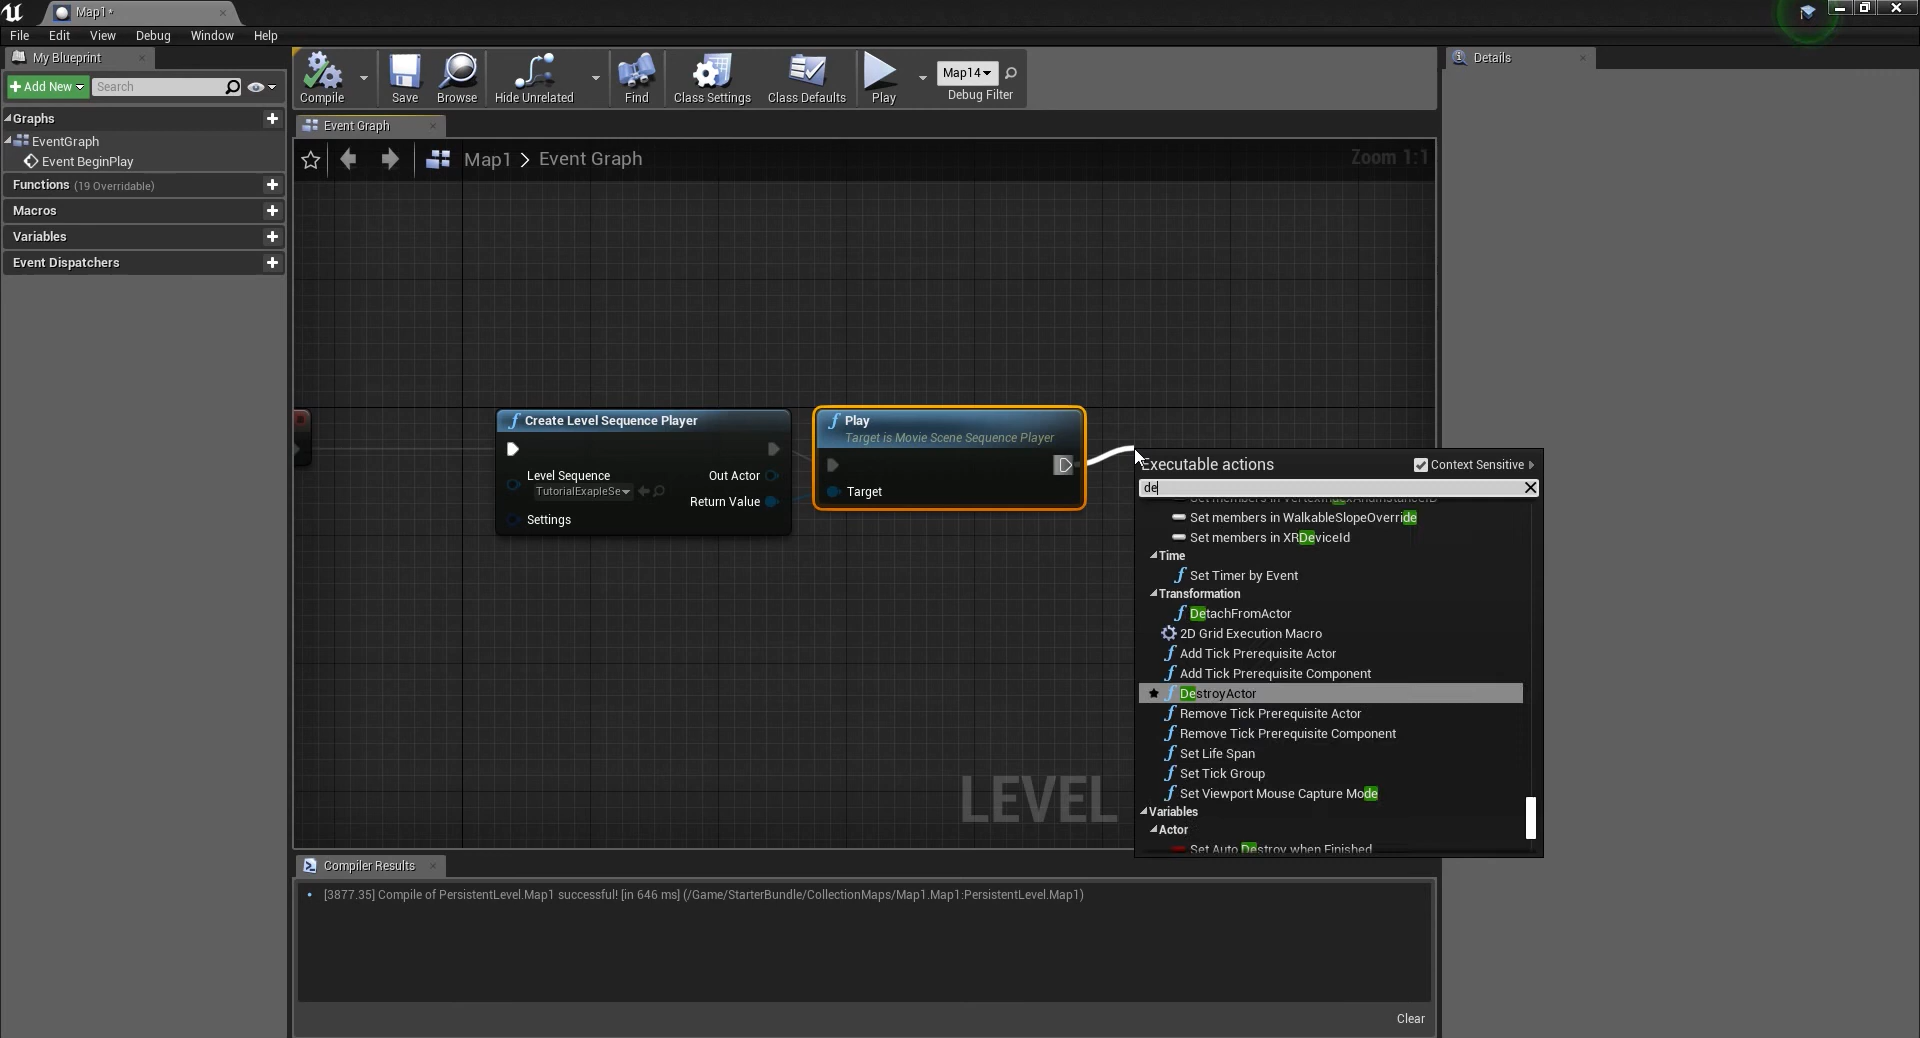 Map1*
File Edit View Debug Window Help
My Blueprint
Add New
Search
Compile
Save
Browse
Hide Unrelated
Find
Class Settings
Class Defaults
Play
Map14
Debug Filter
Details
Graphs
EventGraph
Event BeginPlay
Functions (19 Overridable)
Macros
Variables
Event Dispatchers
Event Graph
Map1 > Event Graph
Zoom 1:1
Create Level Sequence Player
Level Sequence
TutorialExapleSe
Settings
Out Actor
Return Value
Play
Target is Movie Scene Sequence Player
Target
Executable actions
Context Sensitive
de
Set members in VertexIndexAndInstanceID
Set members in WalkableSlopeOverride
Set members in XRDeviceId
Time
Set Timer by Event
Transformation
DetachFromActor
2D Grid Execution Macro
Add Tick Prerequisite Actor
Add Tick Prerequisite Component
DestroyActor
Remove Tick Prerequisite Actor
Remove Tick Prerequisite Component
Set Life Span
Set Tick Group
Set Viewport Mouse Capture Mode
Variables
Actor
Set Auto Destroy when Finished
LEVEL
Compiler Results
[3877.35] Compile of PersistentLevel.Map1 successful! [in 646 ms] (/Game/StarterBundle/CollectionMaps/Map1.Map1:PersistentLevel.Map1)
Clear